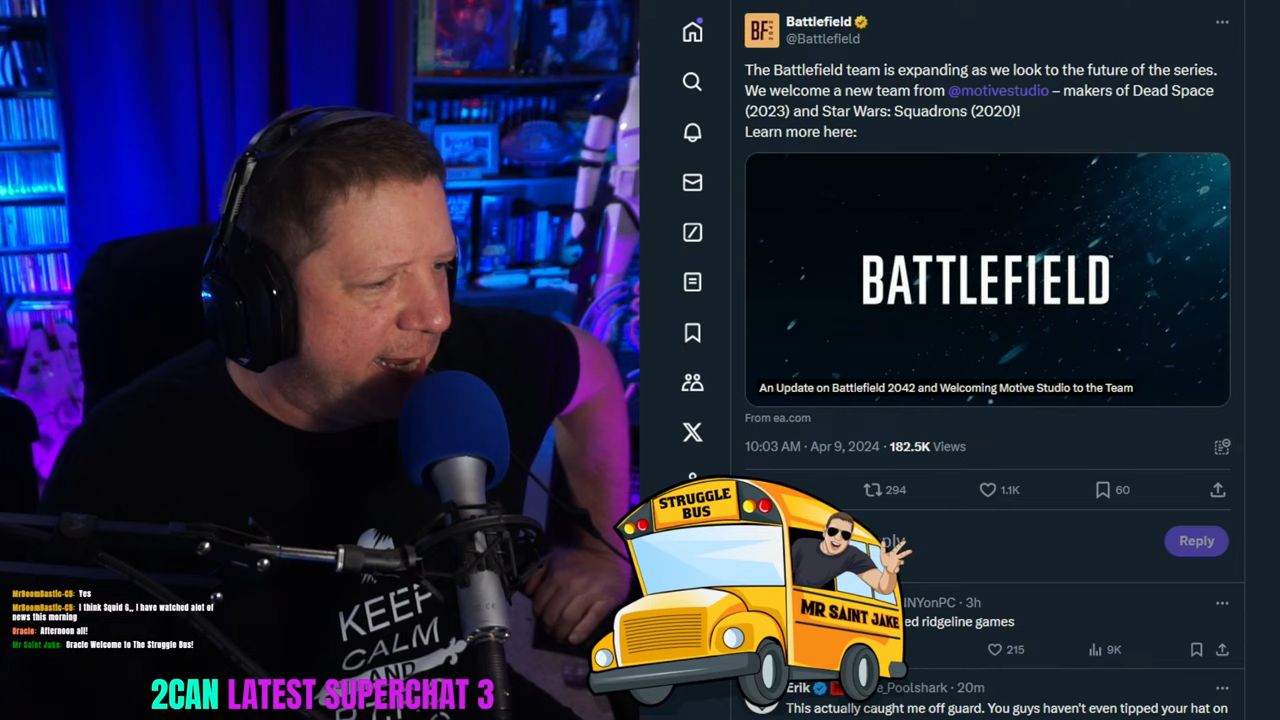 Battlefield
@Battlefield
The Battlefield team is expanding as we look to the future of the series.
We welcome a new team from @motivestudio – makers of Dead Space
(2023) and Star Wars: Squadrons (2020)!
Learn more here:
BATTLEFIELD
An Update on Battlefield 2042 and Welcoming Motive Studio to the Team
From ea.com
10:03 AM · Apr 9, 2024 · 182.5K Views
294
1.1K
60
Reply
INYonPC · 3h
ed ridgeline games
215
9K
Erik
_Poolshark · 20m
This actually caught me off guard. You guys haven't even tipped your hat on
STRUGGLE
BUS
MR SAINT JAKE
KEEP
CALM
AND
MrBoomBastic-CB: Yes
MrBoomBastic-CB: I think Squid G,, I have watched alot of
news this morning
Oracle: Afternoon all!
Mr Saint Jake: Oracle Welcome to The Struggle Bus!
2CAN LATEST SUPERCHAT 3